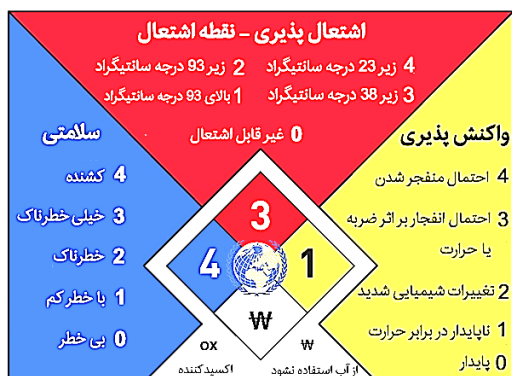 اشتعال پذیری – نقطه اشتعال
4 زیر 23 درجه سانتیگراد 2 زیر 93 درجه سانتیگراد
3 زیر 38 درجه سانتیگراد 1 بالای 93 درجه سانتیگراد
0 غیر قابل اشتعال
واکنش پذیری
4 احتمال منفجر شدن
3 احتمال انفجار بر اثر ضربه
یا حرارت
2 تغییرات شیمیایی شدید
1 ناپایدار در برابر حرارت
0 پایدار
سلامتی
4 کشنده
3 خیلی خطرناک
2 خطرناک
1 با خطر کم
0 بی خطر
3
4
1
W
W
از آب استفاده نشود
OX
اکسید کننده